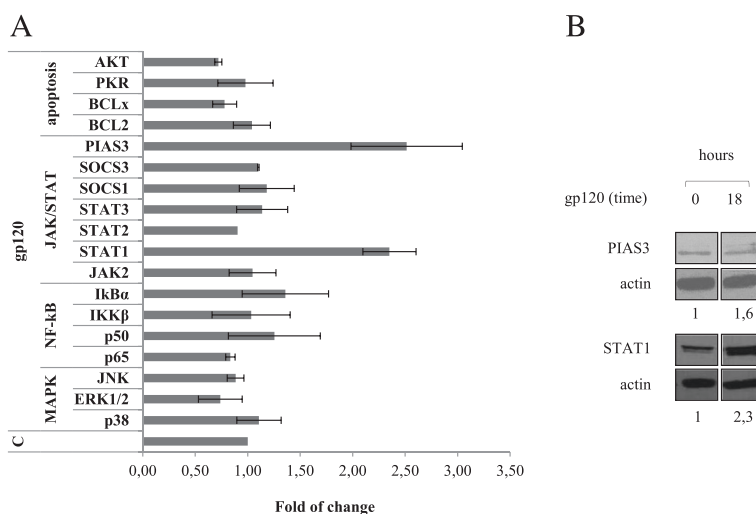 A
gp120
apoptosis
AKT
PKR
BCLx
BCL2
JAK/STAT
PIAS3
SOCS3
SOCS1
STAT3
STAT2
STAT1
JAK2
NF-kB
IkBα
IKKβ
p50
p65
MAPK
JNK
ERK1/2
p38
C
0,00 0,50 1,00 1,50 2,00 2,50 3,00 3,50
Fold of change
B
hours
gp120 (time) 0 18
PIAS3
actin
1 1,6
STAT1
actin
1 2,3